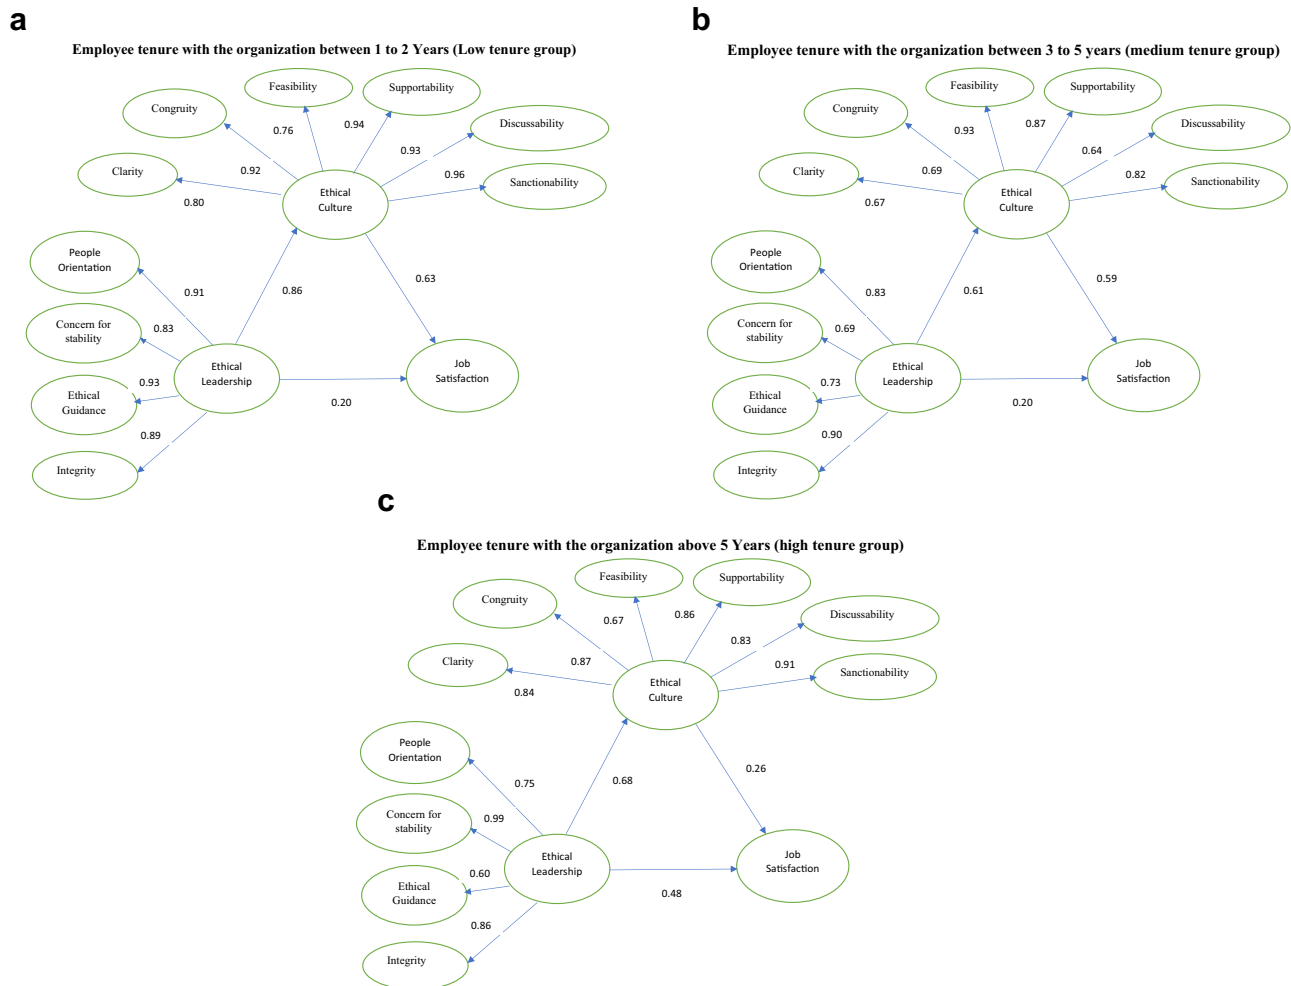 a
Employee tenure with the organization between 1 to 2 Years (Low tenure group)
Feasibility
Supportability
Congruity
Discussability
Clarity
Sanctionability
0.76
0.94
0.93
0.92
0.96
0.80
Ethical
Culture
People
Orientation
0.91
0.86
0.63
Concern for
stability
0.83
Ethical
Leadership
Job
Satisfaction
0.93
Ethical
Guidance
0.20
0.89
Integrity
b
Employee tenure with the organization between 3 to 5 years (medium tenure group)
Feasibility
Supportability
Congruity
Discussability
Clarity
Sanctionability
0.93
0.87
0.64
0.69
0.82
0.67
Ethical
Culture
People
Orientation
0.83
0.61
0.59
Concern for
stability
0.69
Ethical
Leadership
Job
Satisfaction
0.73
Ethical
Guidance
0.20
0.90
Integrity
c
Employee tenure with the organization above 5 Years (high tenure group)
Feasibility
Supportability
Congruity
Discussability
Clarity
Sanctionability
0.67
0.86
0.83
0.87
0.91
0.84
Ethical
Culture
People
Orientation
0.75
0.68
0.26
Concern for
stability
0.99
Ethical
Leadership
Job
Satisfaction
0.60
Ethical
Guidance
0.48
0.86
Integrity